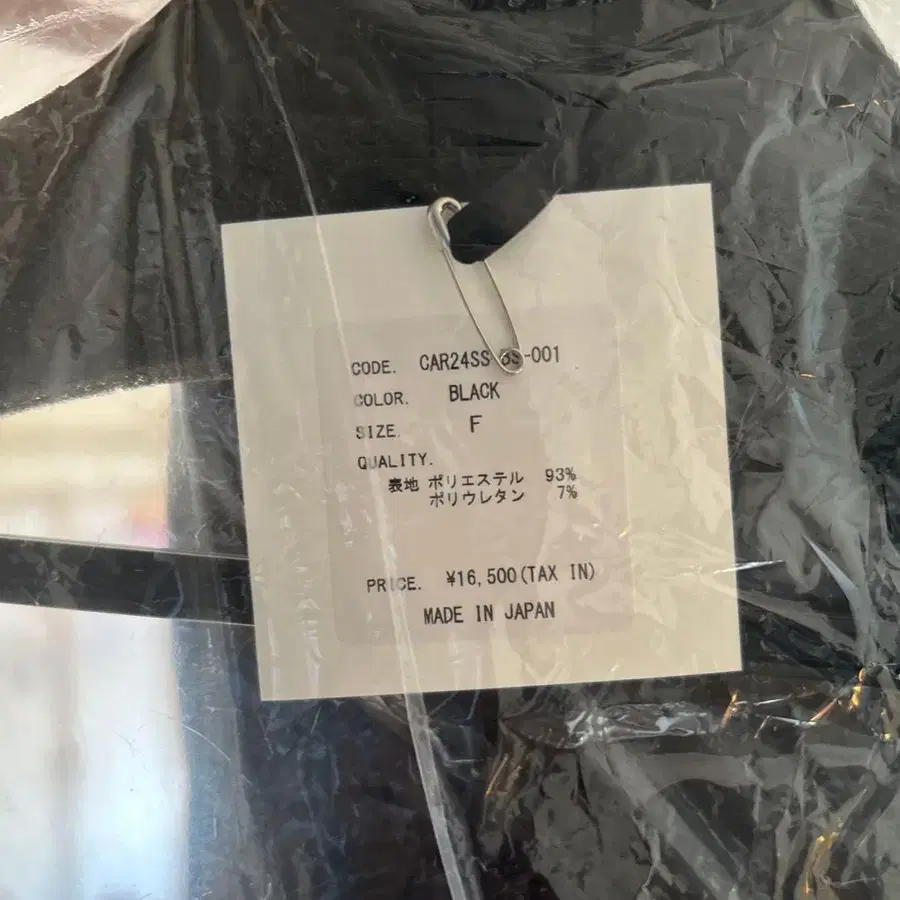 CODE. CAR24SS -001
COLOR. BLACK
SIZE. F
QUALITY.
表地 ポリエステル 93%
ポリウレタン 7%
PRICE. ¥16,500(TAX IN)
MADE IN JAPAN